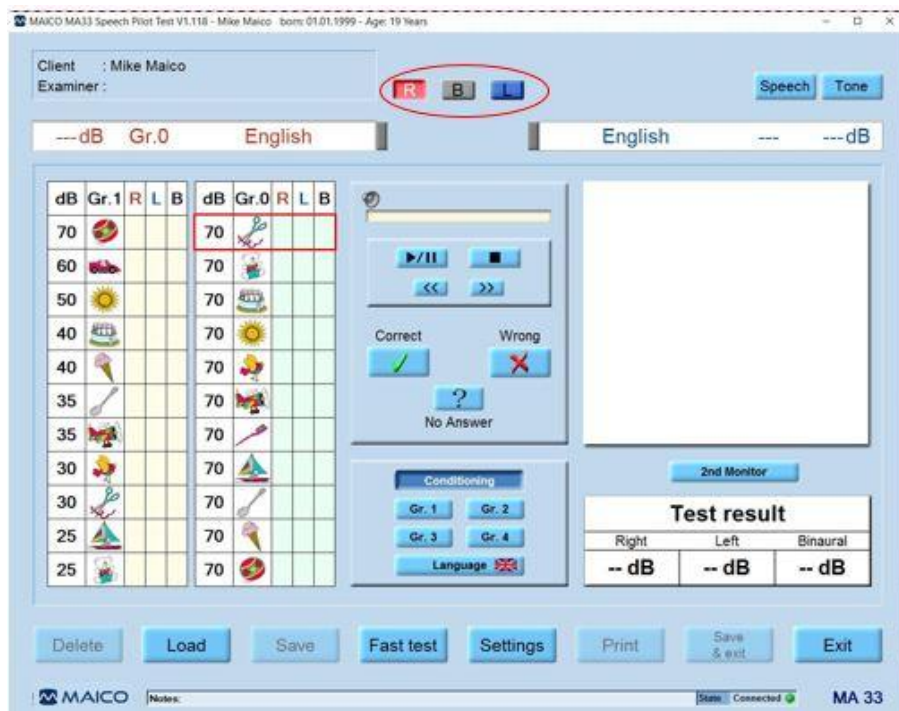 MAICO MA33 Speech Pilot Test V1.118 - Mike Maico born: 01.01.1999 - Age: 19 Years
Client : Mike Maico
Examiner :
R B L
Speech Tone
---dB Gr.0 English
English --- ---dB
dB Gr.1 R L B dB Gr.0 R L B
70 70
60 70
50 70
40 70
40 70
35 70
35 70
30 70
30 70
25 70
25 70
▶/II ■
<< >>
Correct Wrong
?
No Answer
Conditioning
Gr. 1 Gr. 2
Gr. 3 Gr. 4
Language
2nd Monitor
Test result
Right Left Binaural
-- dB -- dB -- dB
Delete Load Save Fast test Settings Print Save & exit Exit
MAICO Notes: State: Connected MA 33